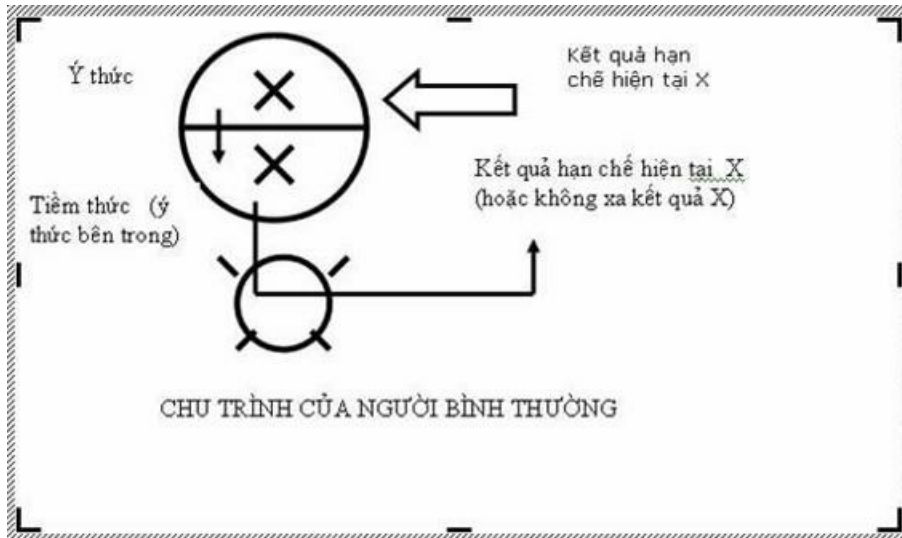 Ý thức
Kết quả hạn
chế hiện tại X
Kết quả hạn chế hiện tại X
(hoặc không xa kết quả X)
Tiềm thức (ý
thức bên trong)
CHU TRÌNH CỦA NGƯỜI BÌNH THƯỜNG